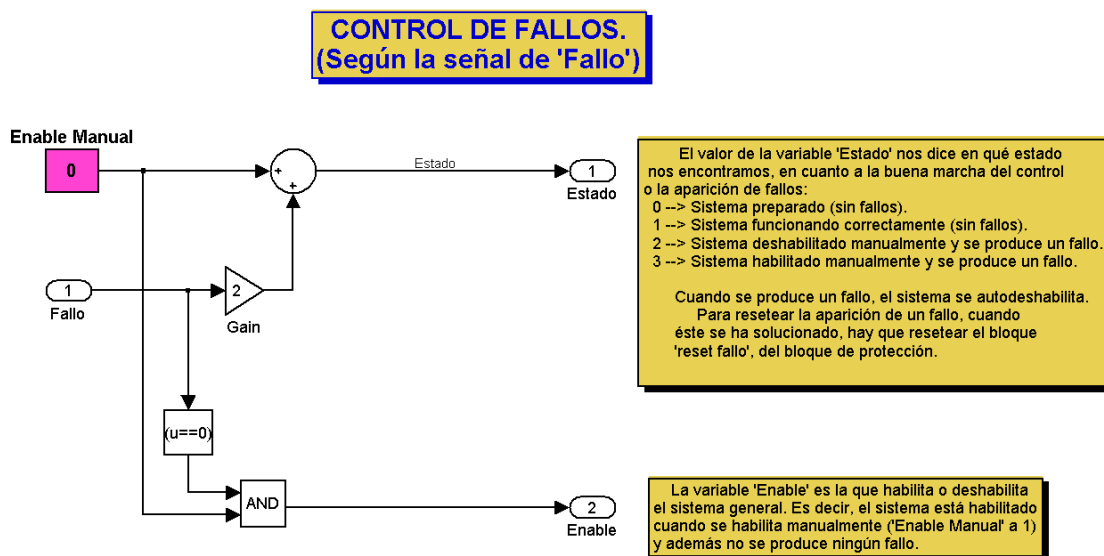 CONTROL DE FALLOS.
(Según la señal de 'Fallo')
Enable Manual
0
+
+
Estado
1
Estado
1
Fallo
2
Gain
(u==0)
AND
2
Enable
El valor de la variable 'Estado' nos dice en qué estado
nos encontramos, en cuanto a la buena marcha del control
o la aparición de fallos:
0 --> Sistema preparado (sin fallos).
1 --> Sistema funcionando correctamente (sin fallos).
2 --> Sistema deshabilitado manualmente y se produce un fallo.
3 --> Sistema habilitado manualmente y se produce un fallo.
Cuando se produce un fallo, el sistema se autodeshabilita.
Para resetear la aparición de un fallo, cuando
éste se ha solucionado, hay que resetear el bloque
'reset fallo', del bloque de protección.
La variable 'Enable' es la que habilita o deshabilita
el sistema general. Es decir, el sistema está habilitado
cuando se habilita manualmente ('Enable Manual' a 1)
y además no se produce ningún fallo.